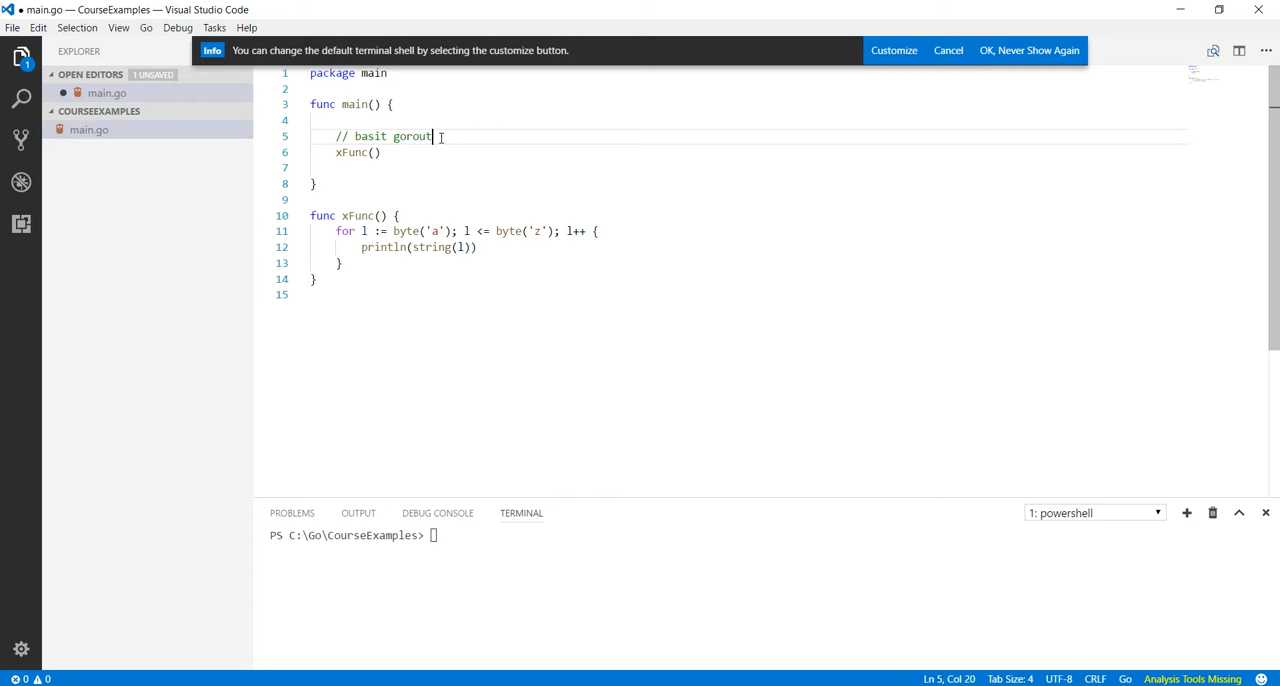 ● main.go — CourseExamples — Visual Studio Code
File Edit Selection View Go Debug Tasks Help
EXPLORER
Info You can change the default terminal shell by selecting the customize button. Customize Cancel OK, Never Show Again
OPEN EDITORS 1 UNSAVED
● main.go
COURSEEXAMPLES
main.go
1
1 package main
2
3 func main() {
4
5 // basit gorout
6 xFunc()
7
8 }
9
10 func xFunc() {
11 for l := byte('a'); l <= byte('z'); l++ {
12 println(string(l))
13 }
14 }
15
PROBLEMS OUTPUT DEBUG CONSOLE TERMINAL 1: powershell
PS C:\Go\CourseExamples>
0 0 Ln 5, Col 20 Tab Size: 4 UTF-8 CRLF Go Analysis Tools Missing